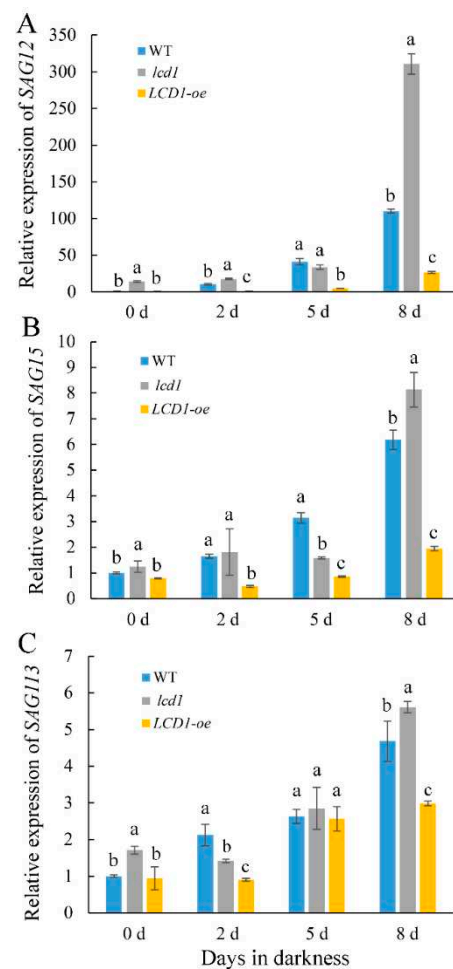 A
Relative expression of SAG12
WT
lcd1
LCD1-oe
350
300
250
200
150
100
50
0
b a b
b a c
a a b
b a c
0 d 2 d 5 d 8 d
B
Relative expression of SAG15
WT
lcd1
LCD1-oe
10
9
8
7
6
5
4
3
2
1
0
b a b
a a b
a b c
b a c
0 d 2 d 5 d 8 d
C
Relative expression of SAG113
WT
lcd1
LCD1-oe
7
6
5
4
3
2
1
0
b a b
a b c
a a a
b a c
0 d 2 d 5 d 8 d
Days in darkness